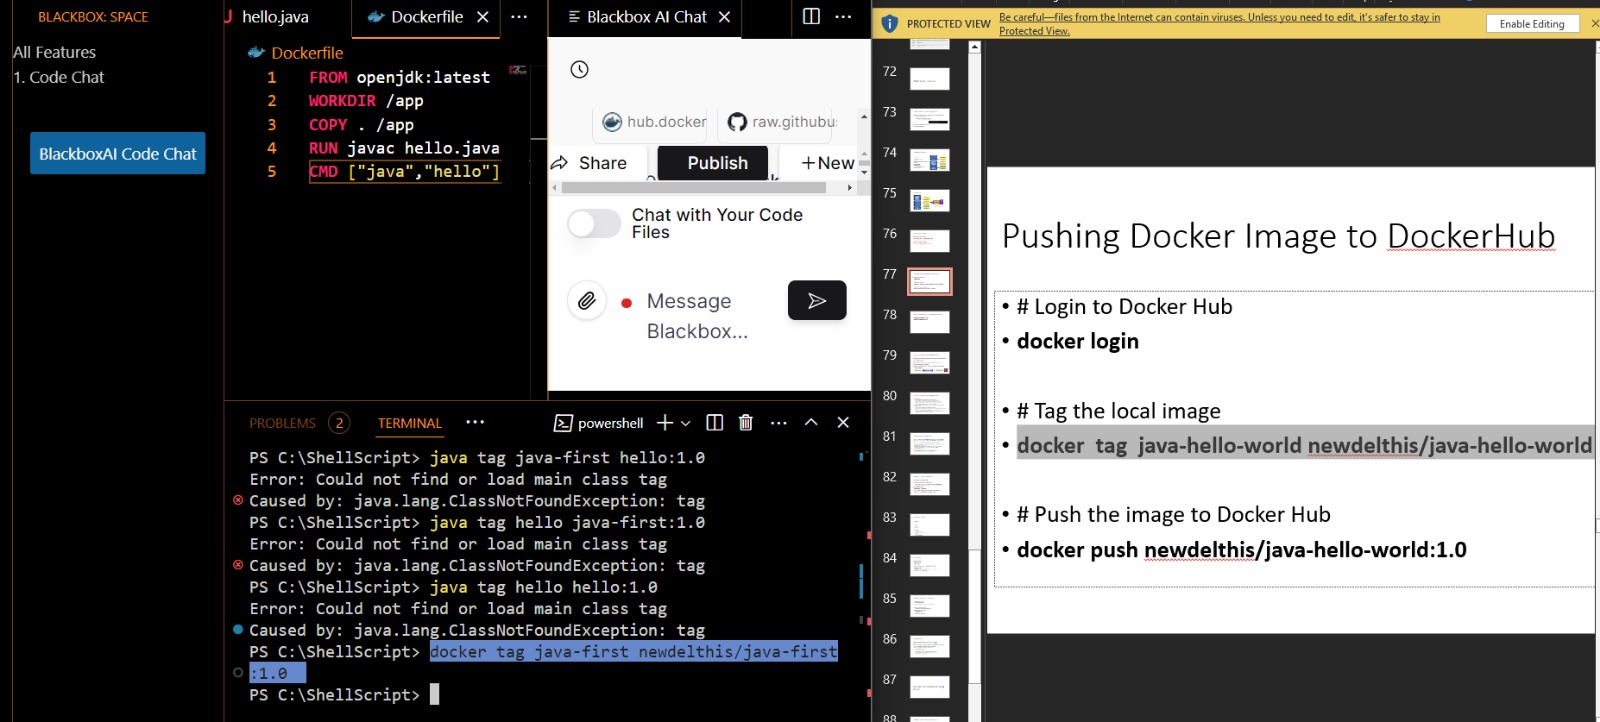 BLACKBOX: SPACE
All Features
1. Code Chat
BlackboxAI Code Chat
hello.java
Dockerfile
Dockerfile
1 FROM openjdk:latest
2 WORKDIR /app
3 COPY . /app
4 RUN javac hello.java
5 CMD ["java","hello"]
Blackbox AI Chat
hub.docker
raw.githubu
Share
Publish
+New
Chat with Your Code
Files
Message
Blackbox...
PROBLEMS 2 TERMINAL
powershell
PS C:\ShellScript> java tag java-first hello:1.0
Error: Could not find or load main class tag
Caused by: java.lang.ClassNotFoundException: tag
PS C:\ShellScript> java tag hello java-first:1.0
Error: Could not find or load main class tag
Caused by: java.lang.ClassNotFoundException: tag
PS C:\ShellScript> java tag hello hello:1.0
Error: Could not find or load main class tag
Caused by: java.lang.ClassNotFoundException: tag
PS C:\ShellScript> docker tag java-first newdelthis/java-first
:1.0
PS C:\ShellScript>
PROTECTED VIEW
Be careful—files from the Internet can contain viruses. Unless you need to edit, it's safer to stay in
Protected View.
Enable Editing
72
73
74
75
76
77
78
79
80
81
82
83
84
85
86
87
88
Pushing Docker Image to DockerHub
• # Login to Docker Hub
• docker login
• # Tag the local image
• docker tag java-hello-world newdelthis/java-hello-world
• # Push the image to Docker Hub
• docker push newdelthis/java-hello-world:1.0